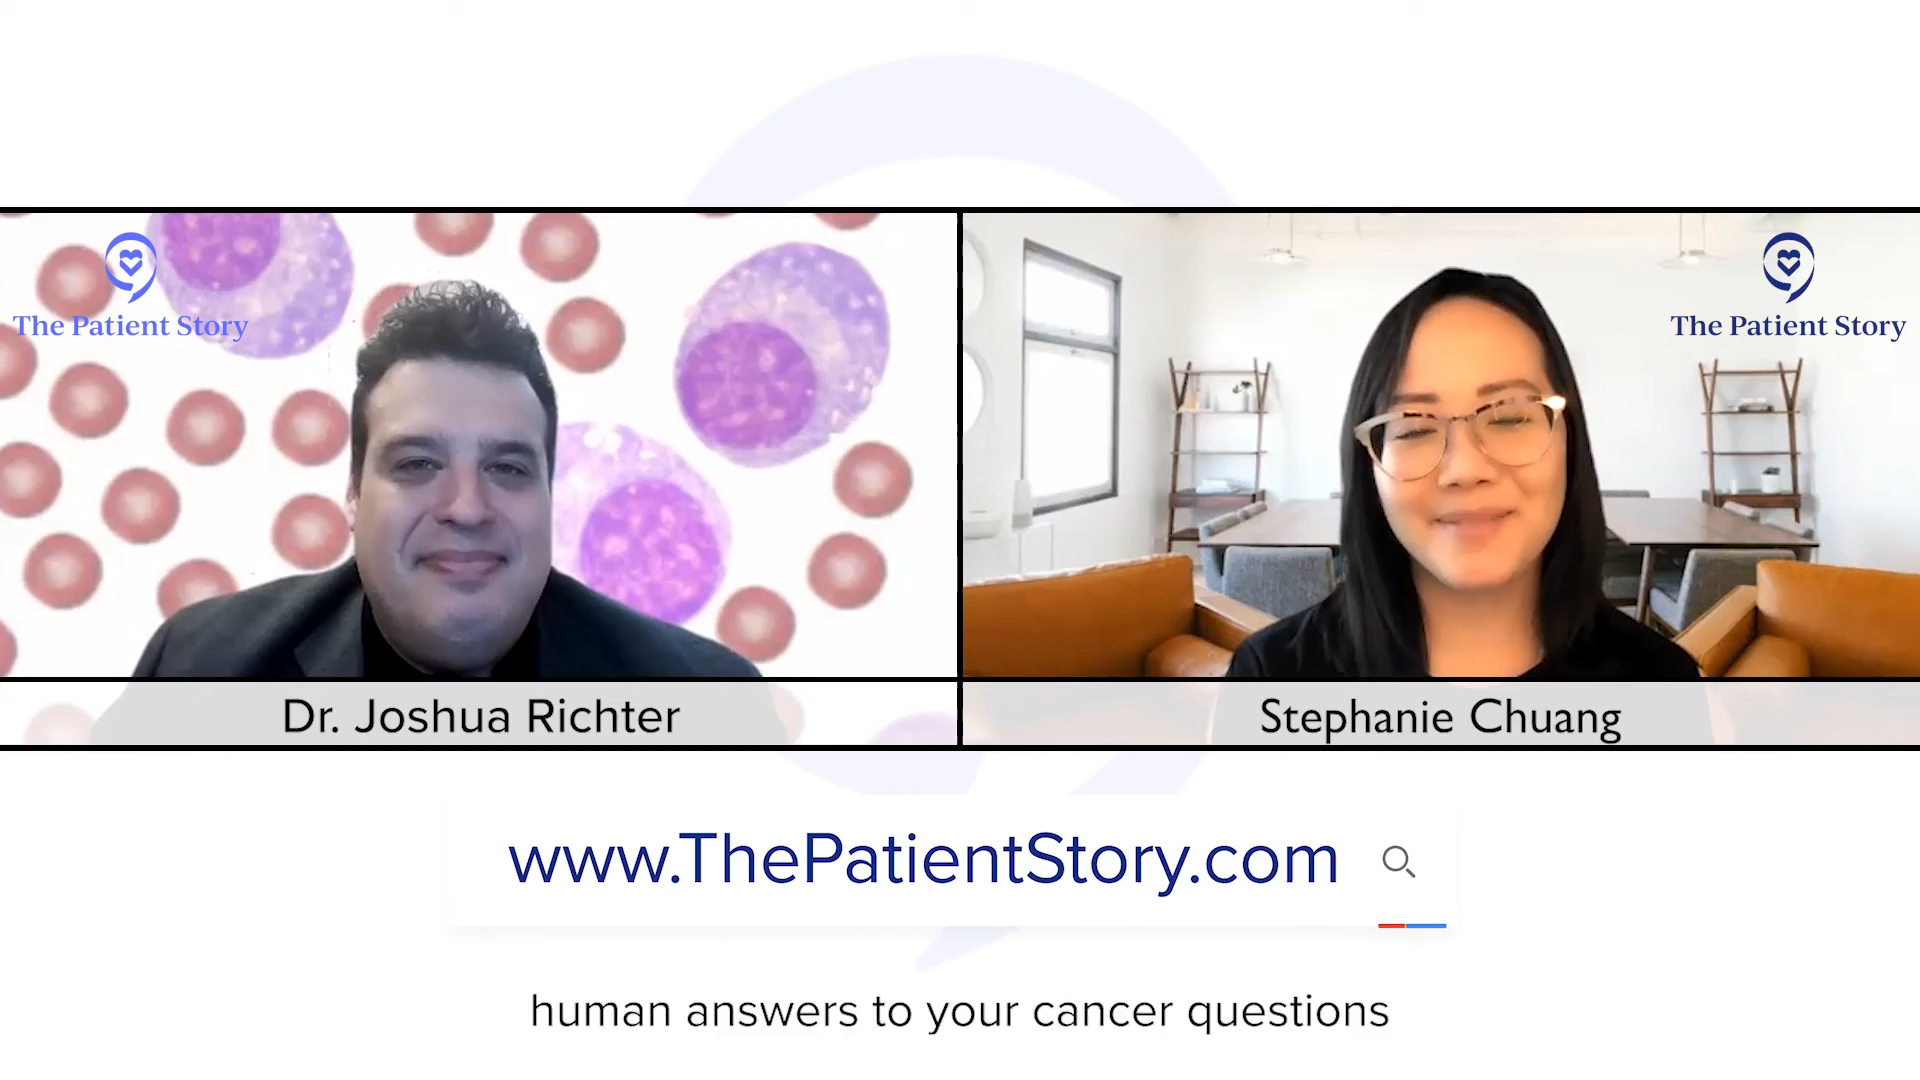 The Patient Story
The Patient Story
Dr. Joshua Richter
Stephanie Chuang
www.ThePatientStory.com
human answers to your cancer questions